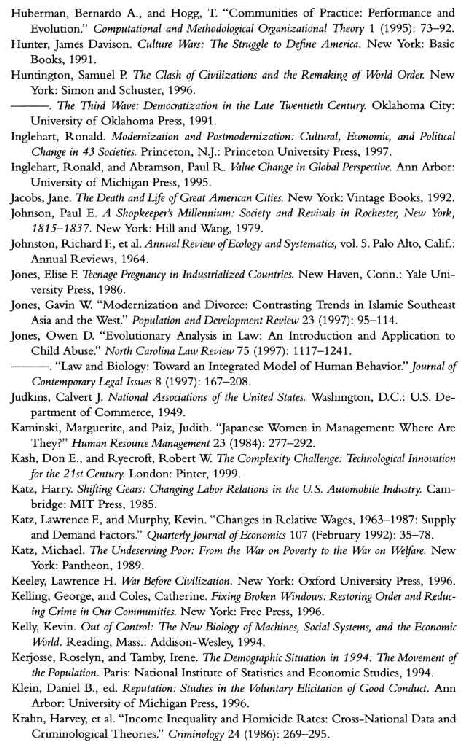 Huberman, Bernardo A., and Hogg, T. "Communities of Practice: Performance and
Evolution." Computational and Methodological Organizational Theory 1 (1995): 73–92.
Hunter, James Davison. Culture Wars: The Struggle to Define America. New York: Basic
Books, 1991.
Huntington, Samuel P. The Clash of Civilizations and the Remaking of World Order. New
York: Simon and Schuster, 1996.
———. The Third Wave: Democratization in the Late Twentieth Century. Oklahoma City:
University of Oklahoma Press, 1991.
Inglehart, Ronald. Modernization and Postmodernization: Cultural, Economic, and Political
Change in 43 Societies. Princeton, N.J.: Princeton University Press, 1997.
Inglehart, Ronald, and Abramson, Paul R. Value Change in Global Perspective. Ann Arbor:
University of Michigan Press, 1995.
Jacobs, Jane. The Death and Life of Great American Cities. New York: Vintage Books, 1992.
Johnson, Paul E. A Shopkeeper's Millennium: Society and Revivals in Rochester, New York,
1815–1837. New York: Hill and Wang, 1979.
Johnston, Richard F., et al. Annual Review of Ecology and Systematics, vol. 5. Palo Alto, Calif.:
Annual Reviews, 1964.
Jones, Elise F. Teenage Pregnancy in Industrialized Countries. New Haven, Conn.: Yale Uni-
versity Press, 1986.
Jones, Gavin W. "Modernization and Divorce: Contrasting Trends in Islamic Southeast
Asia and the West." Population and Development Review 23 (1997): 95–114.
Jones, Owen D. "Evolutionary Analysis in Law: An Introduction and Application to
Child Abuse." North Carolina Law Review 75 (1997): 1117–1241.
———. "Law and Biology: Toward an Integrated Model of Human Behavior." Journal of
Contemporary Legal Issues 8 (1997): 167–208.
Judkins, Calvert J. National Associations of the United States. Washington, D.C.: U.S. De-
partment of Commerce, 1949.
Kaminski, Marguerite, and Paiz, Judith. "Japanese Women in Management: Where Are
They?" Human Resource Management 23 (1984): 277–292.
Kash, Don E., and Ryecroft, Robert W. The Complexity Challenge: Technological Innovation
for the 21st Century. London: Pinter, 1999.
Katz, Harry. Shifting Gears: Changing Labor Relations in the U.S. Automobile Industry. Cam-
bridge: MIT Press, 1985.
Katz, Lawrence F., and Murphy, Kevin. "Changes in Relative Wages, 1963–1987: Supply
and Demand Factors." Quarterly Journal of Economics 107 (February 1992): 35–78.
Katz, Michael. The Undeserving Poor: From the War on Poverty to the War on Welfare. New
York: Pantheon, 1989.
Keeley, Lawrence H. War Before Civilization. New York: Oxford University Press, 1996.
Kelling, George, and Coles, Catherine. Fixing Broken Windows: Restoring Order and Reduc-
ing Crime in Our Communities. New York: Free Press, 1996.
Kelly, Kevin. Out of Control: The New Biology of Machines, Social Systems, and the Economic
World. Reading, Mass.: Addison-Wesley, 1994.
Kerjosse, Roselyn, and Tamby, Irene. The Demographic Situation in 1994: The Movement of
the Population. Paris: National Institute of Statistics and Economic Studies, 1994.
Klein, Daniel B., ed. Reputation: Studies in the Voluntary Elicitation of Good Conduct. Ann
Arbor: University of Michigan Press, 1996.
Krahn, Harvey, et al. "Income Inequality and Homicide Rates: Cross-National Data and
Criminological Theories." Criminology 24 (1986): 269–295.